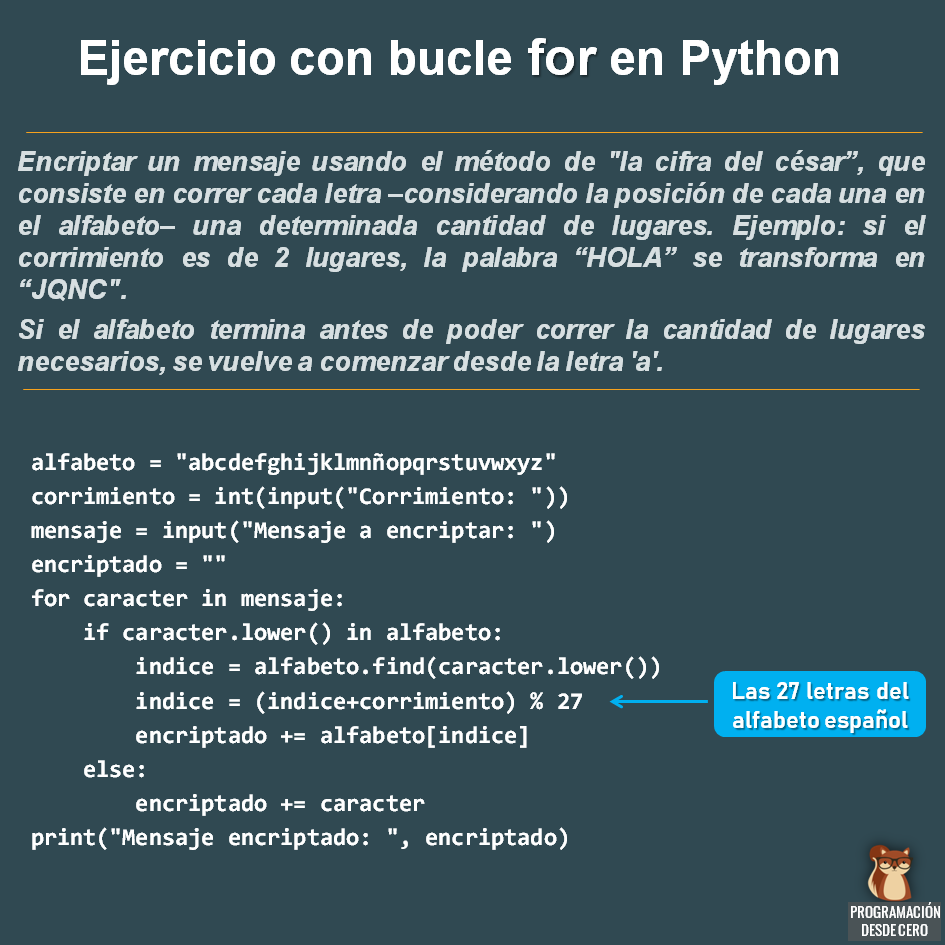 Ejercicio con bucle for en Python
Encriptar un mensaje usando el método de "la cifra del césar”, que
consiste en correr cada letra –considerando la posición de cada una en
el alfabeto– una determinada cantidad de lugares. Ejemplo: si el
corrimiento es de 2 lugares, la palabra “HOLA” se transforma en
“JQNC".
Si el alfabeto termina antes de poder correr la cantidad de lugares
necesarios, se vuelve a comenzar desde la letra 'a'.
alfabeto = "abcdefghijklmnñopqrstuvwxyz"
corrimiento = int(input("Corrimiento: "))
mensaje = input("Mensaje a encriptar: ")
encriptado = ""
for caracter in mensaje:
    if caracter.lower() in alfabeto:
        indice = alfabeto.find(caracter.lower())
        indice = (indice+corrimiento) % 27
Las 27 letras del
alfabeto español
        encriptado += alfabeto[indice]
    else:
        encriptado += caracter
print("Mensaje encriptado: ", encriptado)
PROGRAMACIÓN
DESDE CERO